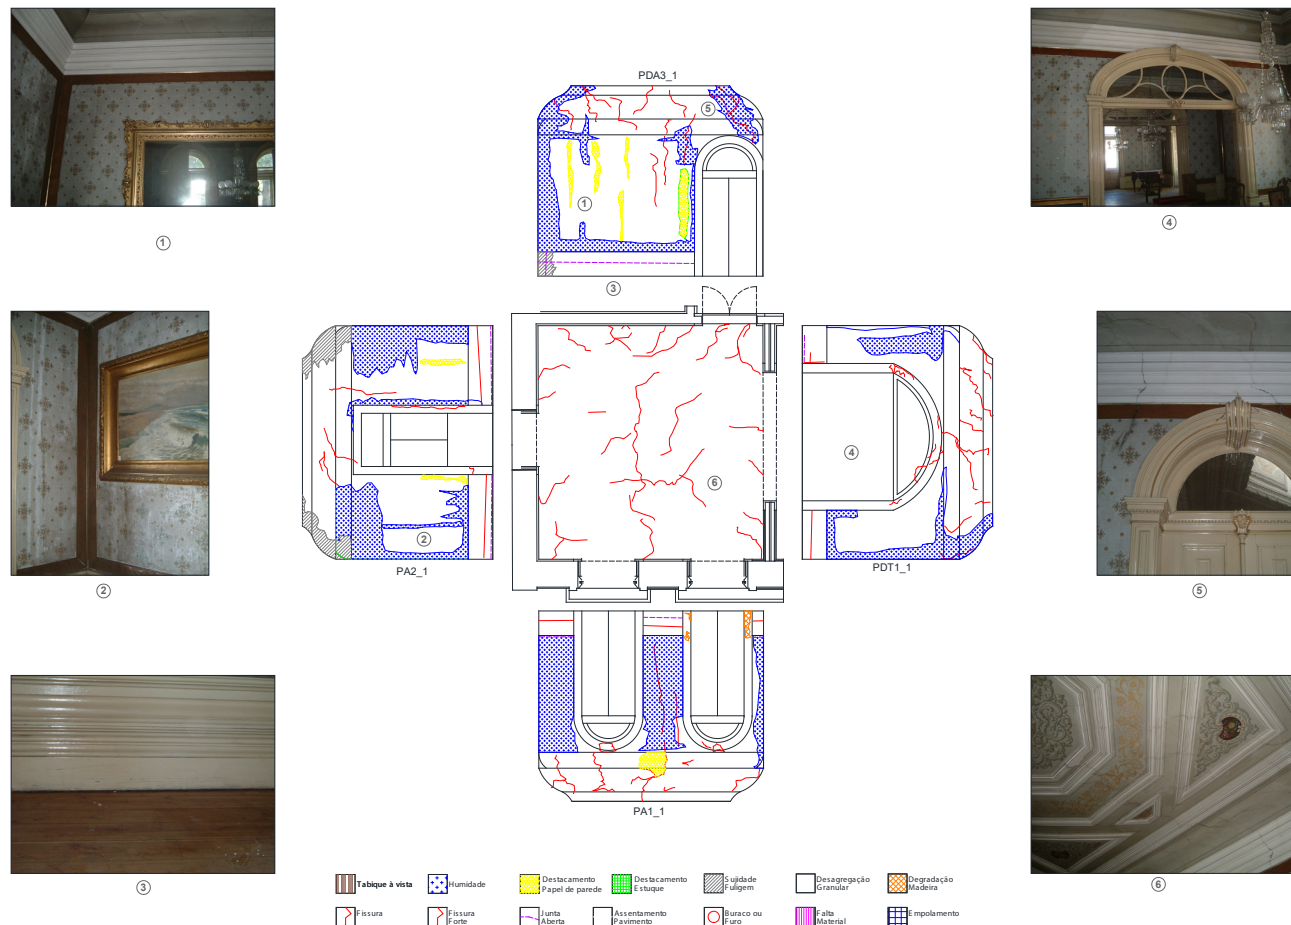 PDA3_1
5
1
1
4
3
4
6
2
PA2_1
PDT1_1
2
5
PA1_1
3
6
Tabique à vista
Humidade
Destacamento
Papel de parede
Destacamento
Estuque
Sujidade
Fuligem
Desagregação
Granular
Degradação
Madeira
Fissura
Fissura
Forte
Junta
Aberta
Assentamento
Pavimento
Buraco ou
Furo
Falta
Material
Empolamento